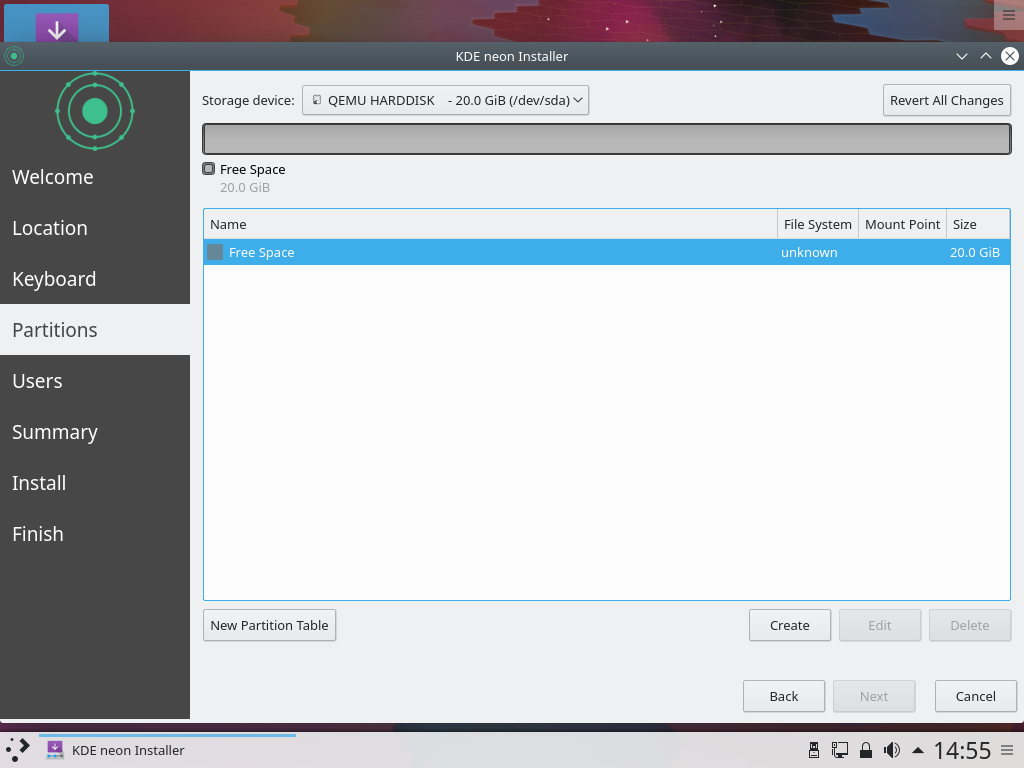 KDE neon Installer
Welcome
Location
Keyboard
Partitions
Users
Summary
Install
Finish
Storage device: QEMU HARDDISK - 20.0 GiB (/dev/sda) Revert All Changes
Free Space
20.0 GiB
Name File System Mount Point Size
Free Space unknown 20.0 GiB
New Partition Table Create Edit Delete
Back Next Cancel
KDE neon Installer 14:55